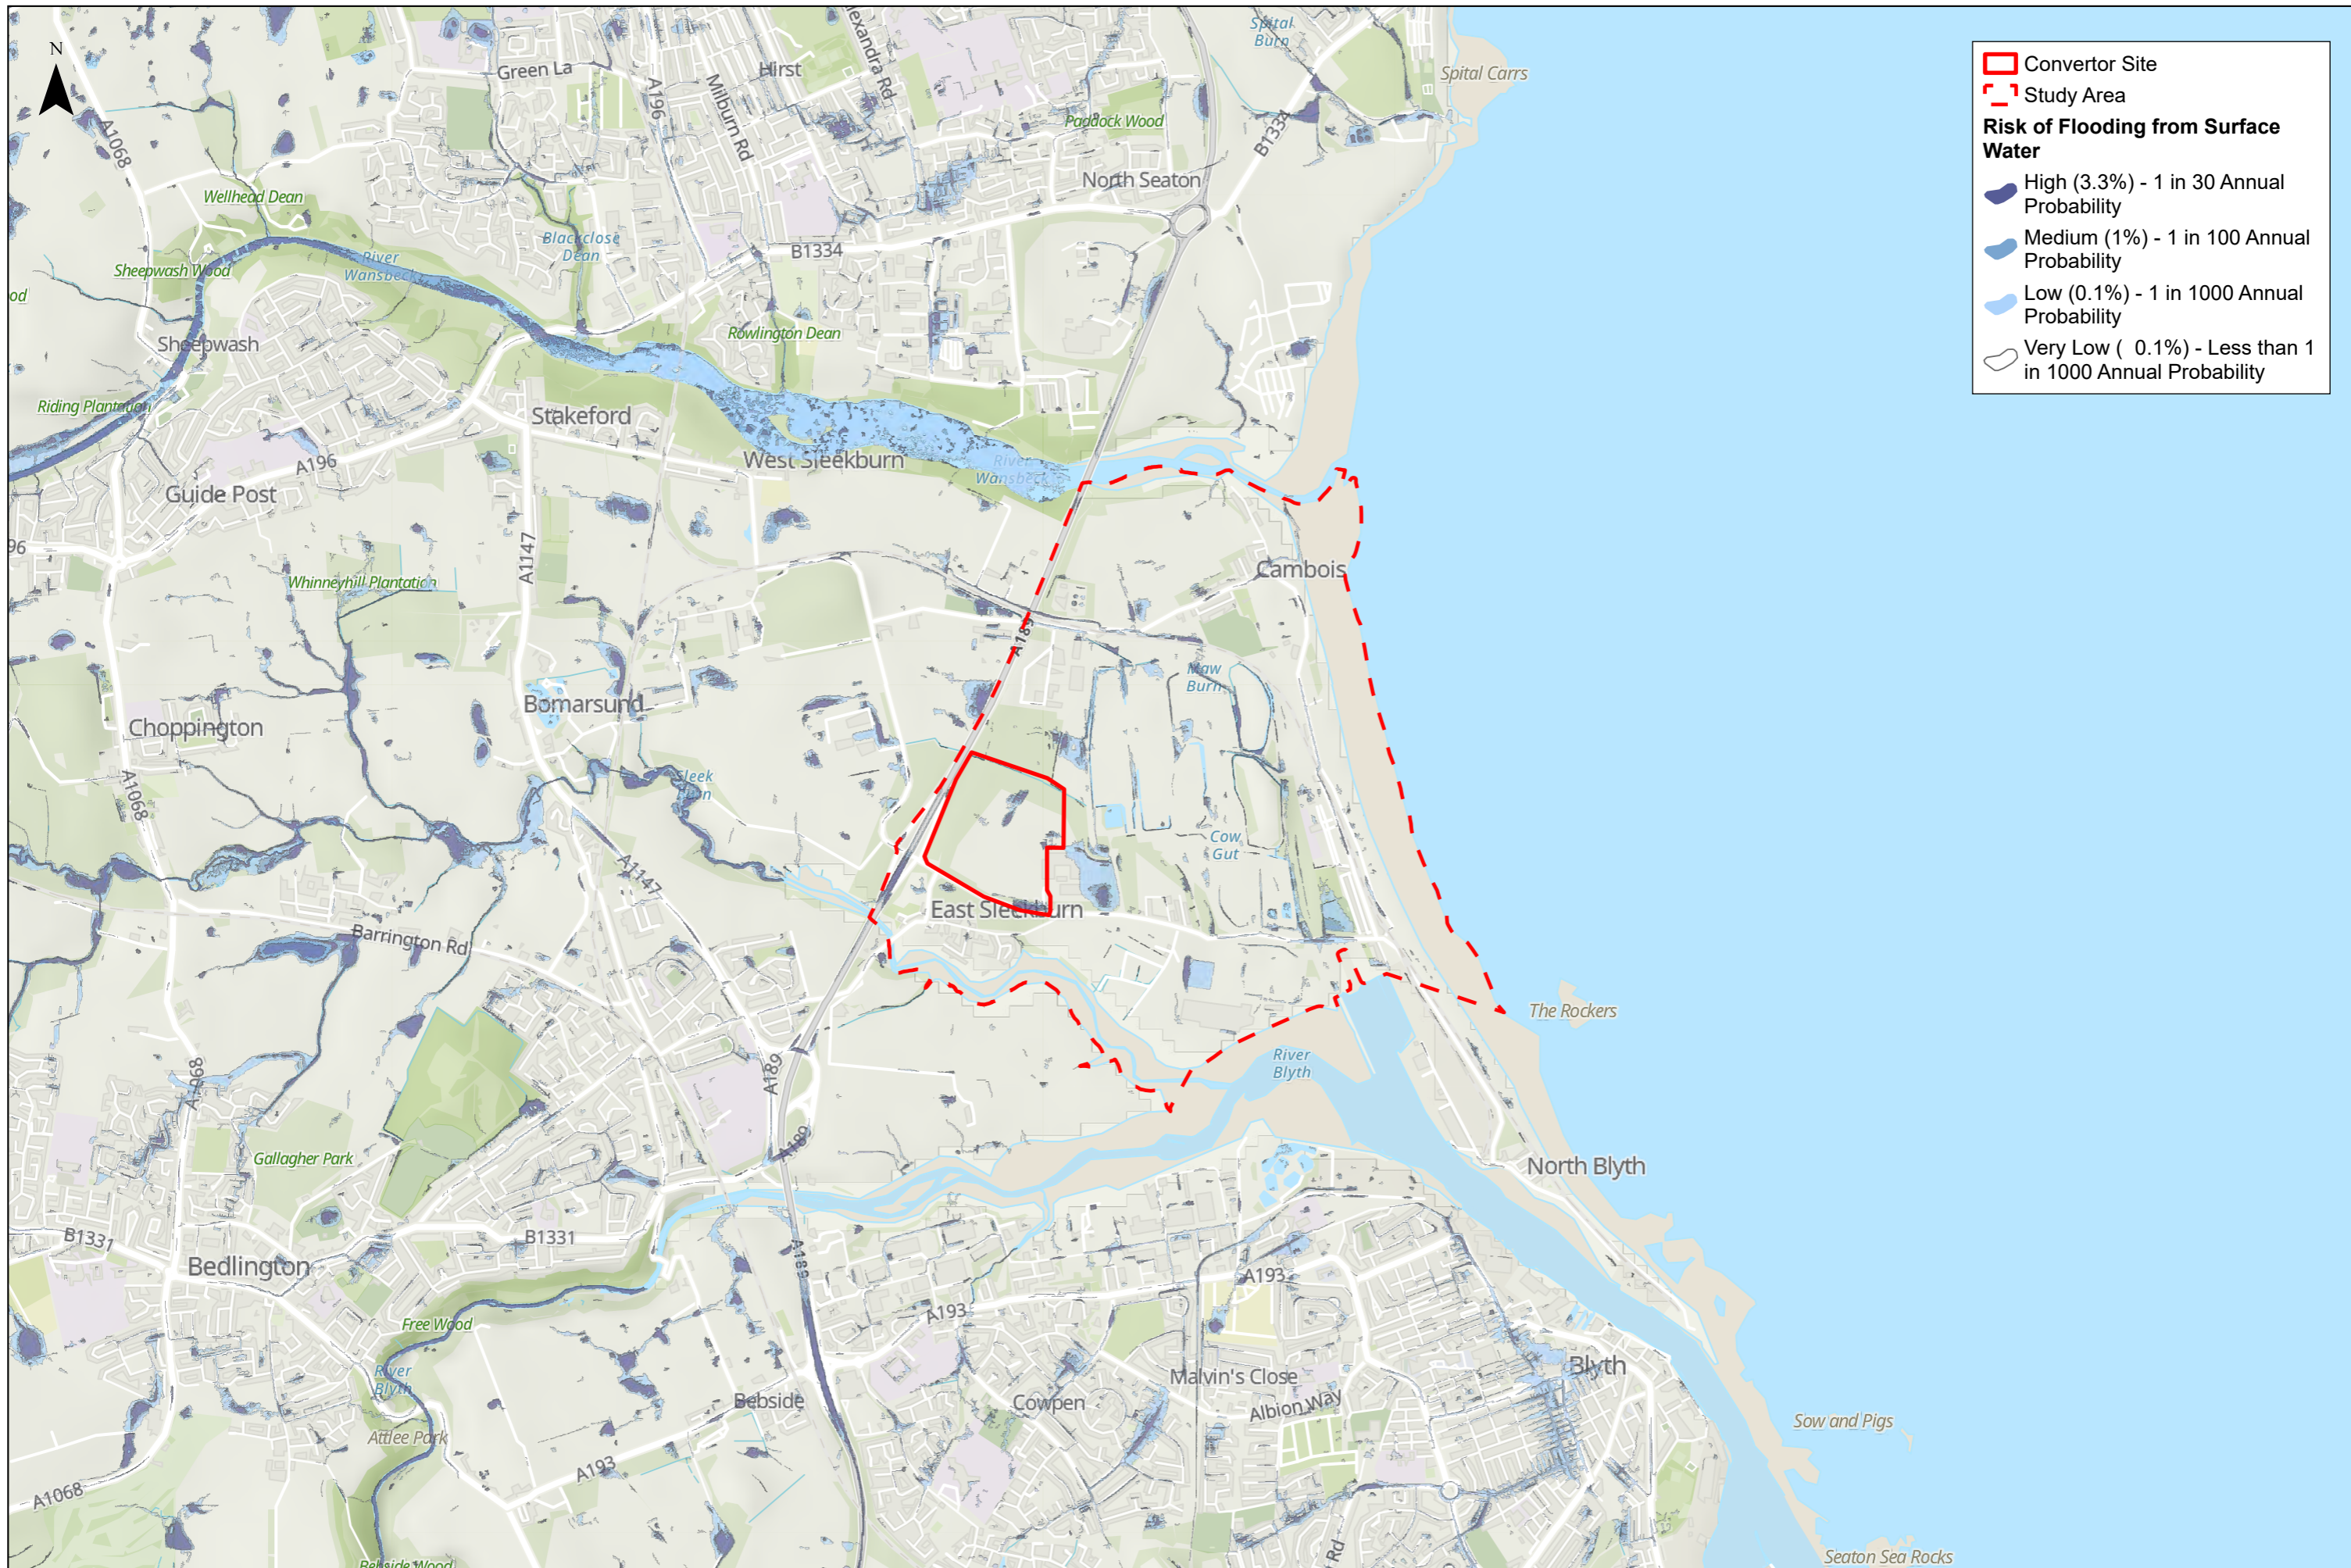 N
Convertor Site
Study Area
Risk of Flooding from Surface
Water
High (3.3%) - 1 in 30 Annual
Probability
Medium (1%) - 1 in 100 Annual
Probability
Low (0.1%) - 1 in 1000 Annual
Probability
Very Low ( 0.1%) - Less than 1
in 1000 Annual Probability
Spital
Burn
Spital Carrs
Green La
Hirst
A196
Milburn Rd
Paddock Wood
B1334
A1068
North Seaton
Wellhead Dean
Blackclose
Dean
B1334
River
Wansbeck
Sheepwash Wood
Rowlington Dean
Sheepwash
Riding Plantation
Stakeford
A196
West Sleekburn
River
Wansbeck
Guide Post
A1147
Cambois
Whinneyhill Plantation
A189
Maw
Burn
Bomarsund
Choppington
A1068
Sleek
Burn
Cow
Gut
A1147
East Sleekburn
Barrington Rd
The Rockers
River
Blyth
A189
A1068
A189
Gallagher Park
North Blyth
B1331
B1331
Bedlington
A189
A193
A193
Free Wood
River
Blyth
Malvin's Close
Blyth
Bebside
Cowpen
Albion Way
Attlee Park
Sow and Pigs
A193
A1068
Rd
Bebside Wood
Seaton Sea Rocks